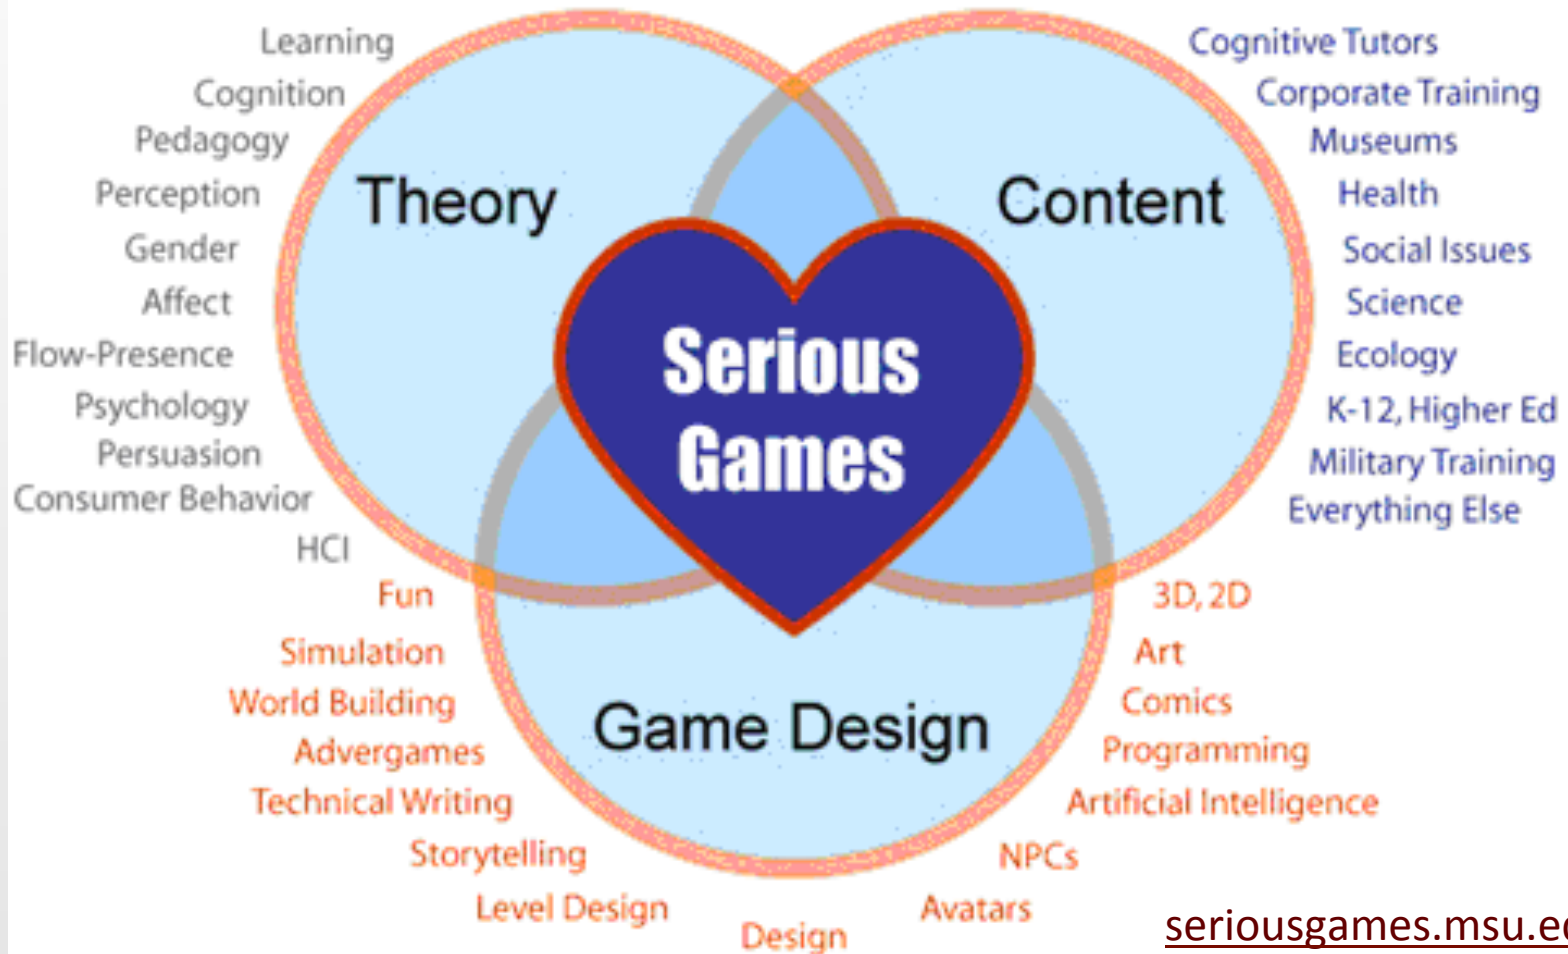 Learning
Cognition
Pedagogy
Perception
Gender
Affect
Flow-Presence
Psychology
Persuasion
Consumer Behavior
HCI
Theory
Content
Cognitive Tutors
Corporate Training
Museums
Health
Social Issues
Science
Ecology
K-12, Higher Ed
Military Training
Everything Else
Serious
Games
Game Design
Fun
Simulation
World Building
Advergames
Technical Writing
Storytelling
Level Design
Design
Avatars
NPCs
Artificial Intelligence
Programming
Comics
Art
3D, 2D
seriousgames.msu.e